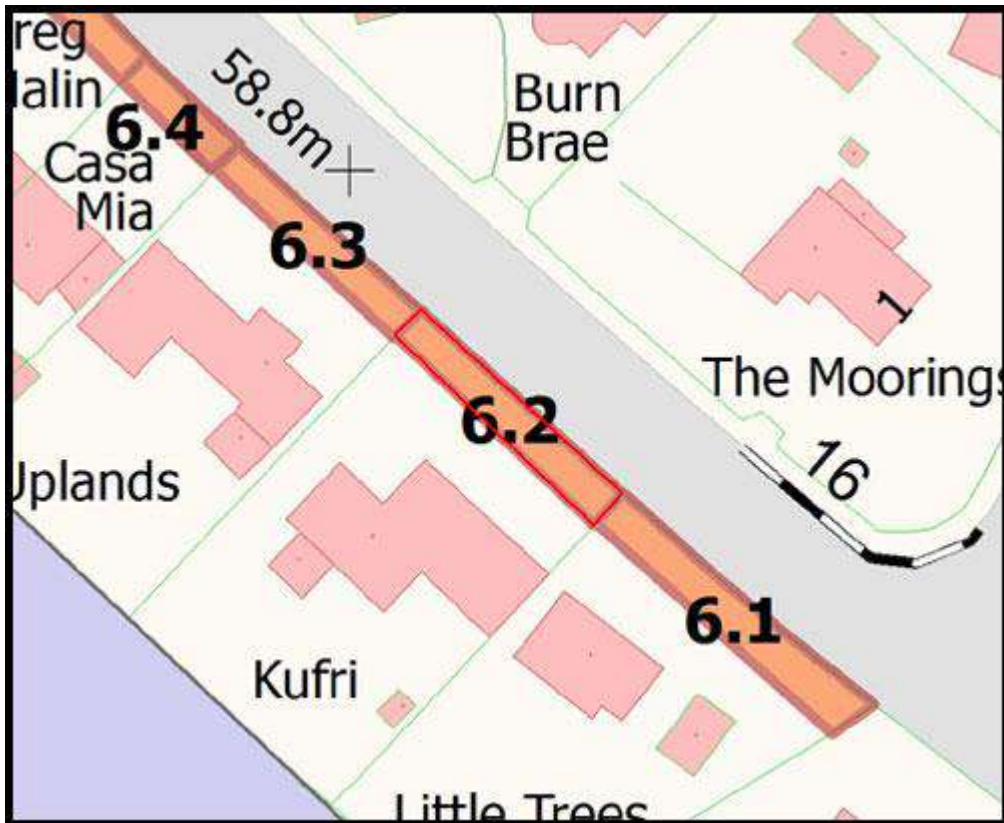 reg
alin
58.8m
Burn
Brae
6.4
Casa
Mia
6.3
1
The Moorings
6.2
16
Uplands
6.1
Kufri
Little Trees